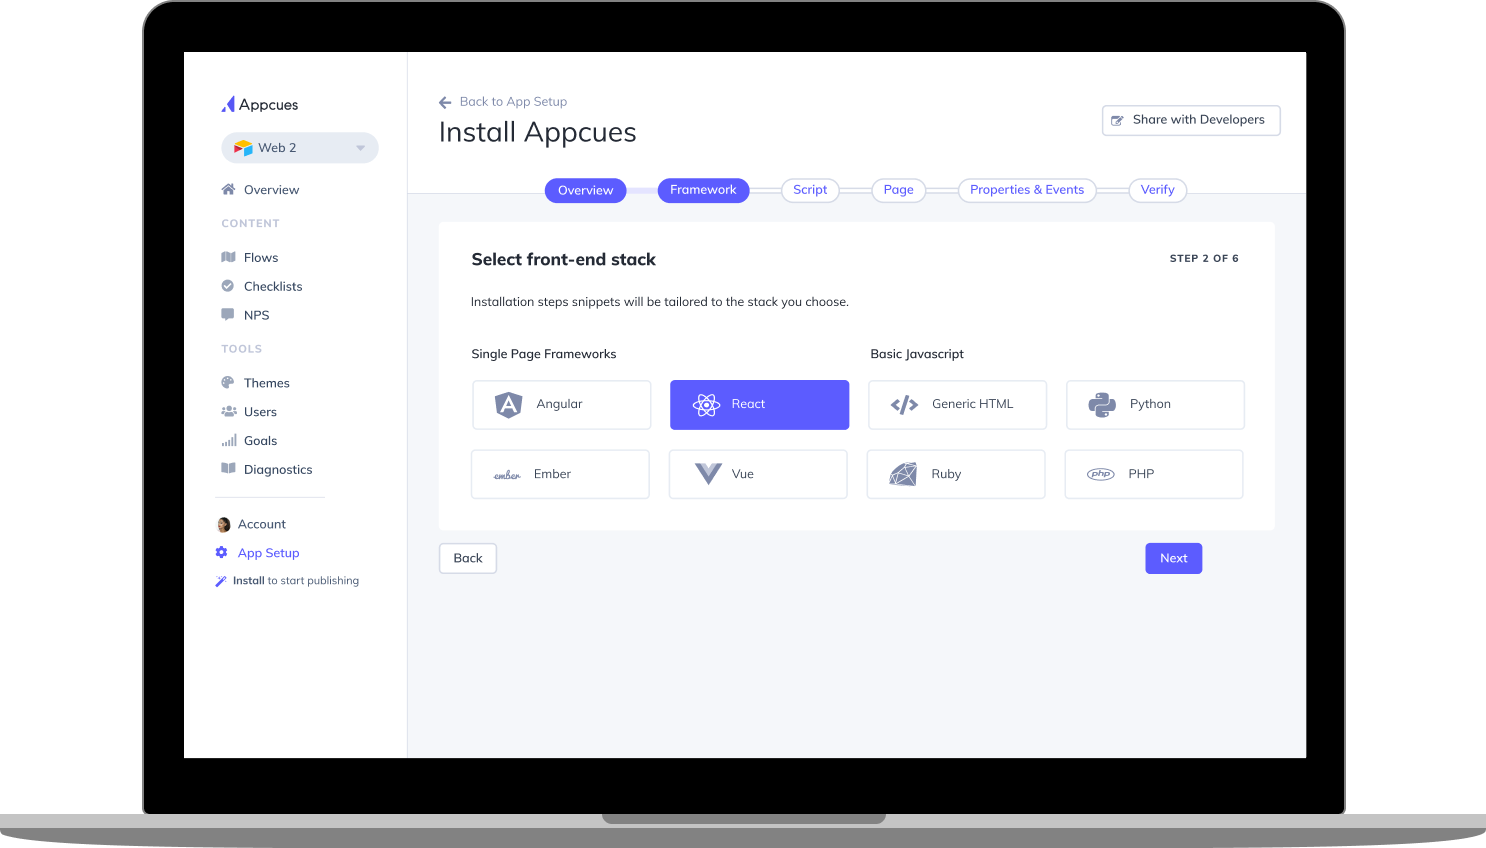 Appcues
Web 2
Overview
CONTENT
Flows
Checklists
NPS
TOOLS
Themes
Users
Goals
Diagnostics
Account
App Setup
Install to start publishing
Back to App Setup
Install Appcues
Share with Developers
Overview
Framework
Script
Page
Properties & Events
Verify
Select front-end stack
STEP 2 OF 6
Installation steps snippets will be tailored to the stack you choose.
Single Page Frameworks
Basic Javascript
Angular
React
Generic HTML
Python
ember
Ember
Vue
Ruby
php
PHP
Back
Next